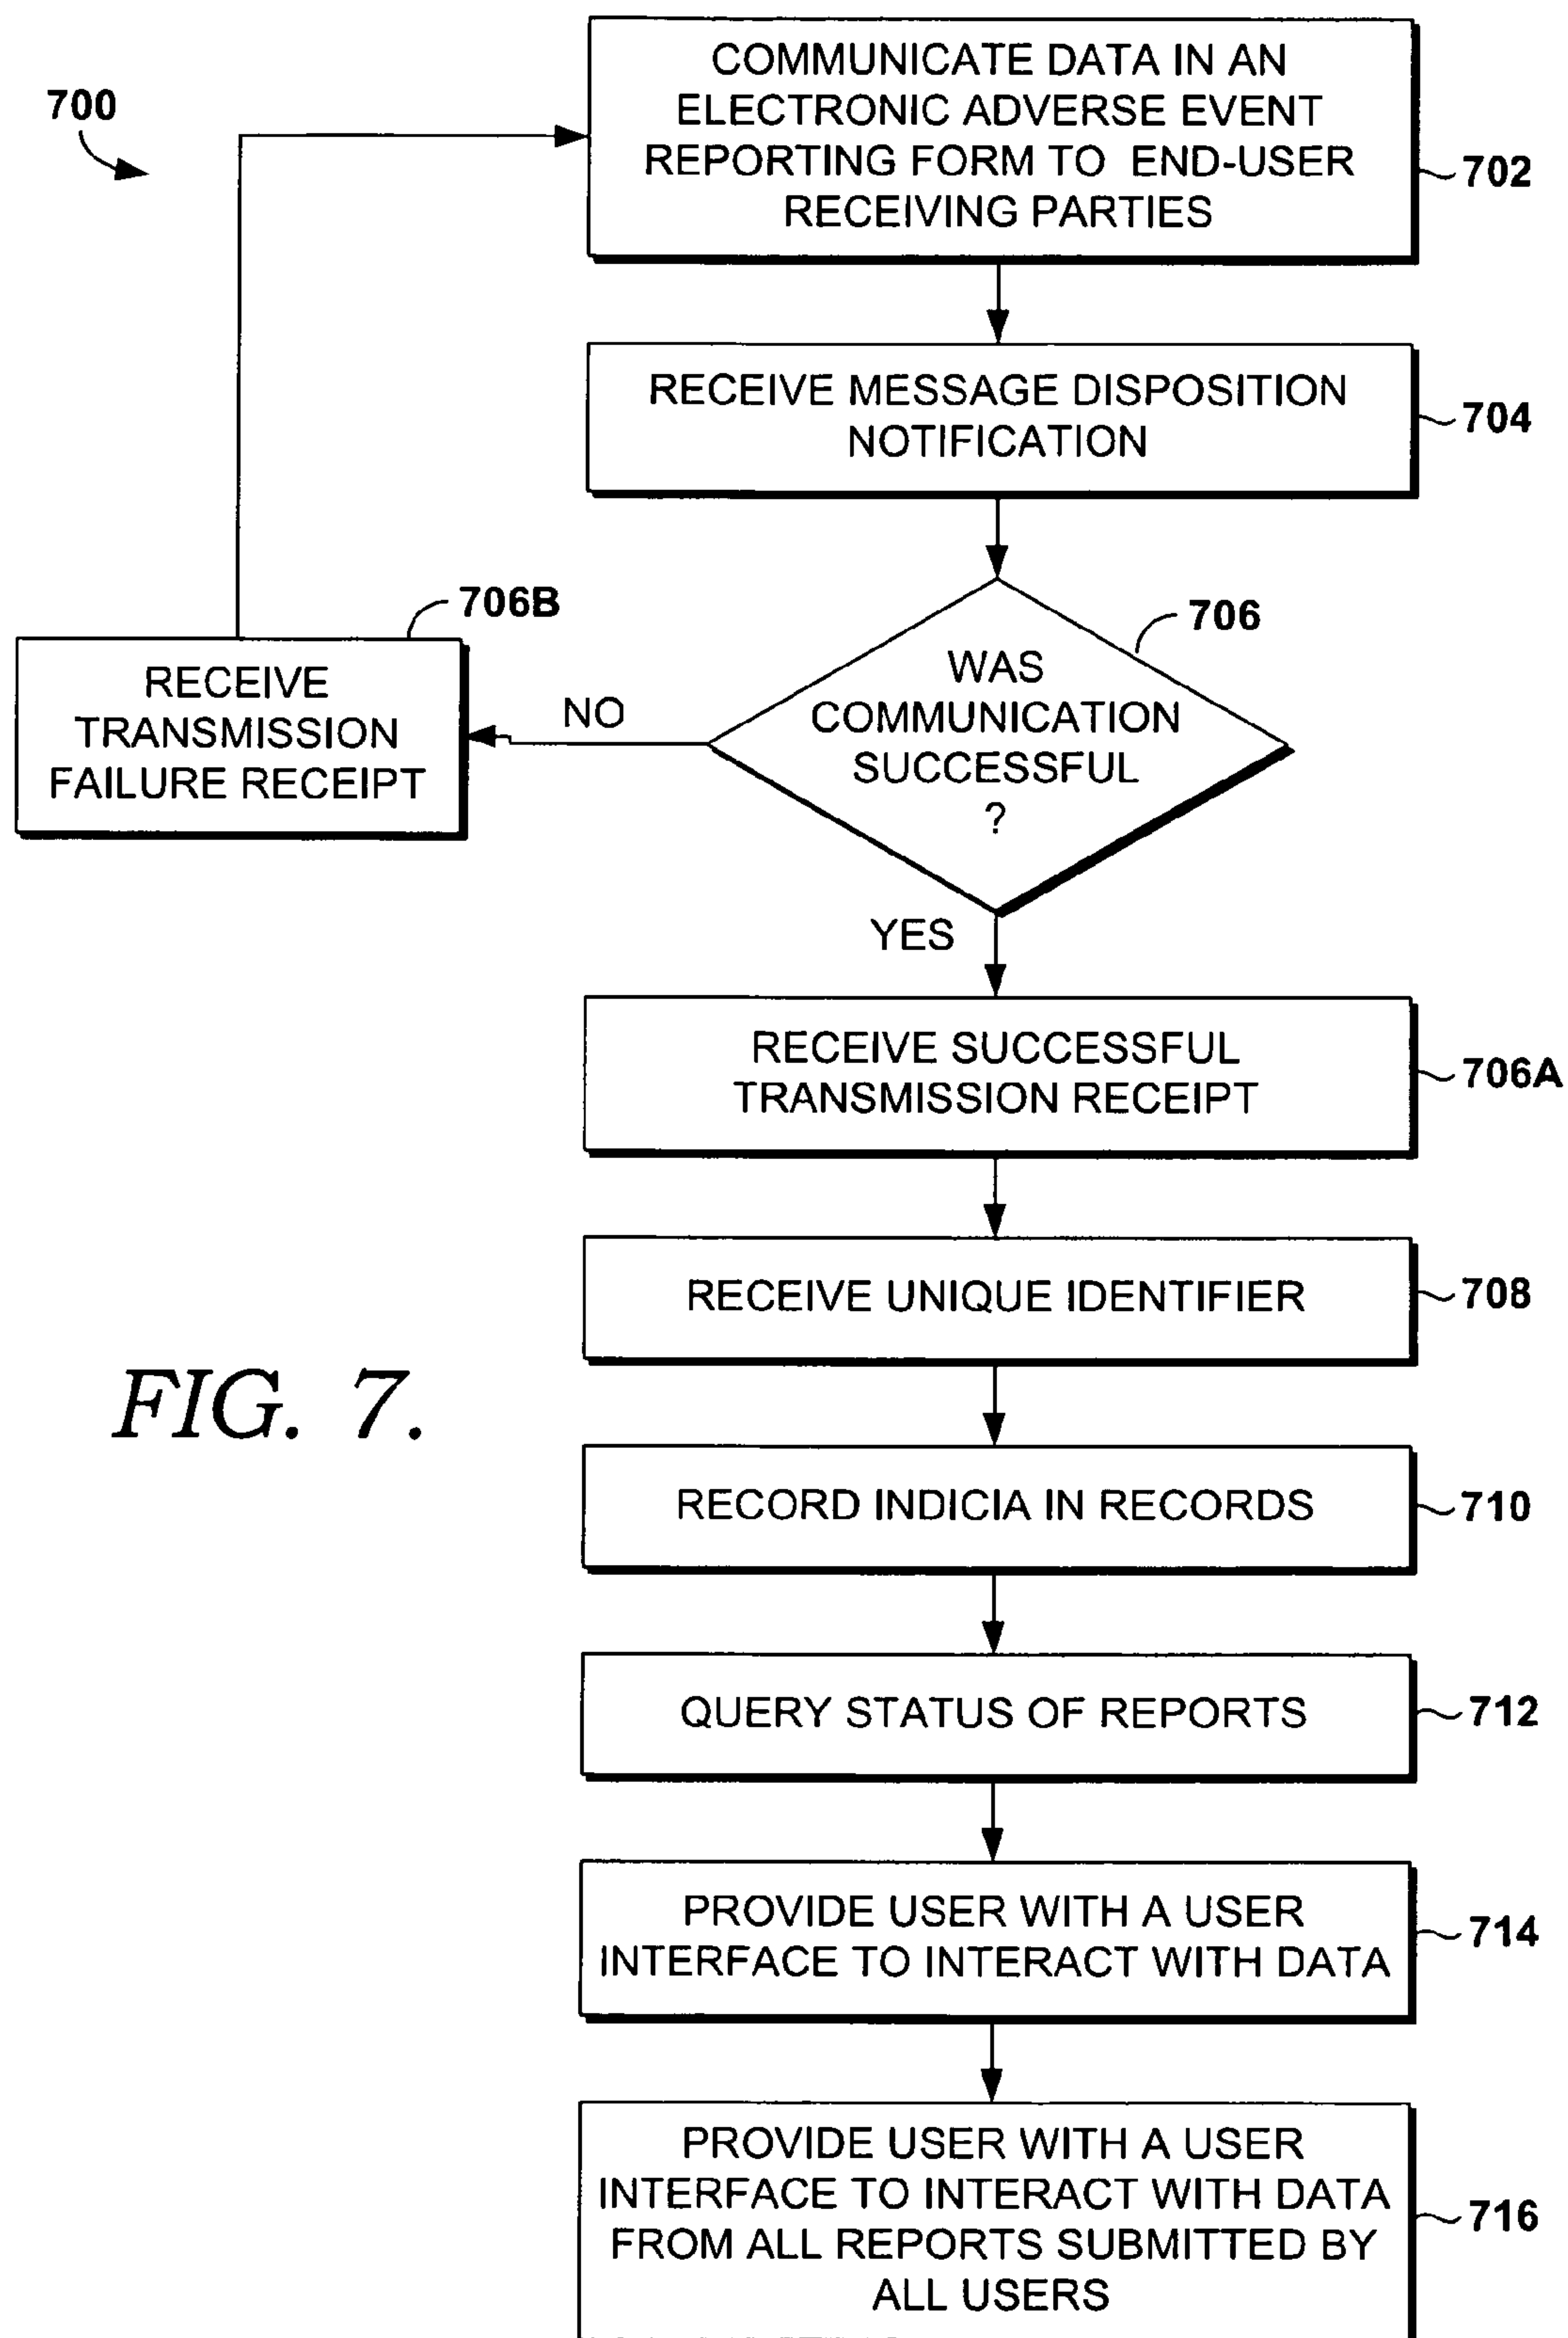 700
COMMUNICATE DATA IN AN
ELECTRONIC ADVERSE EVENT
REPORTING FORM TO END-USER
RECEIVING PARTIES
702
RECEIVE MESSAGE DISPOSITION
NOTIFICATION
704
706B
RECEIVE
TRANSMISSION
FAILURE RECEIPT
NO
706
WAS
COMMUNICATION
SUCCESSFUL
?
YES
RECEIVE SUCCESSFUL
TRANSMISSION RECEIPT
706A
RECEIVE UNIQUE IDENTIFIER
708
FIG. 7.
RECORD INDICIA IN RECORDS
710
QUERY STATUS OF REPORTS
712
PROVIDE USER WITH A USER
INTERFACE TO INTERACT WITH DATA
714
PROVIDE USER WITH A USER
INTERFACE TO INTERACT WITH DATA
FROM ALL REPORTS SUBMITTED BY
ALL USERS
716